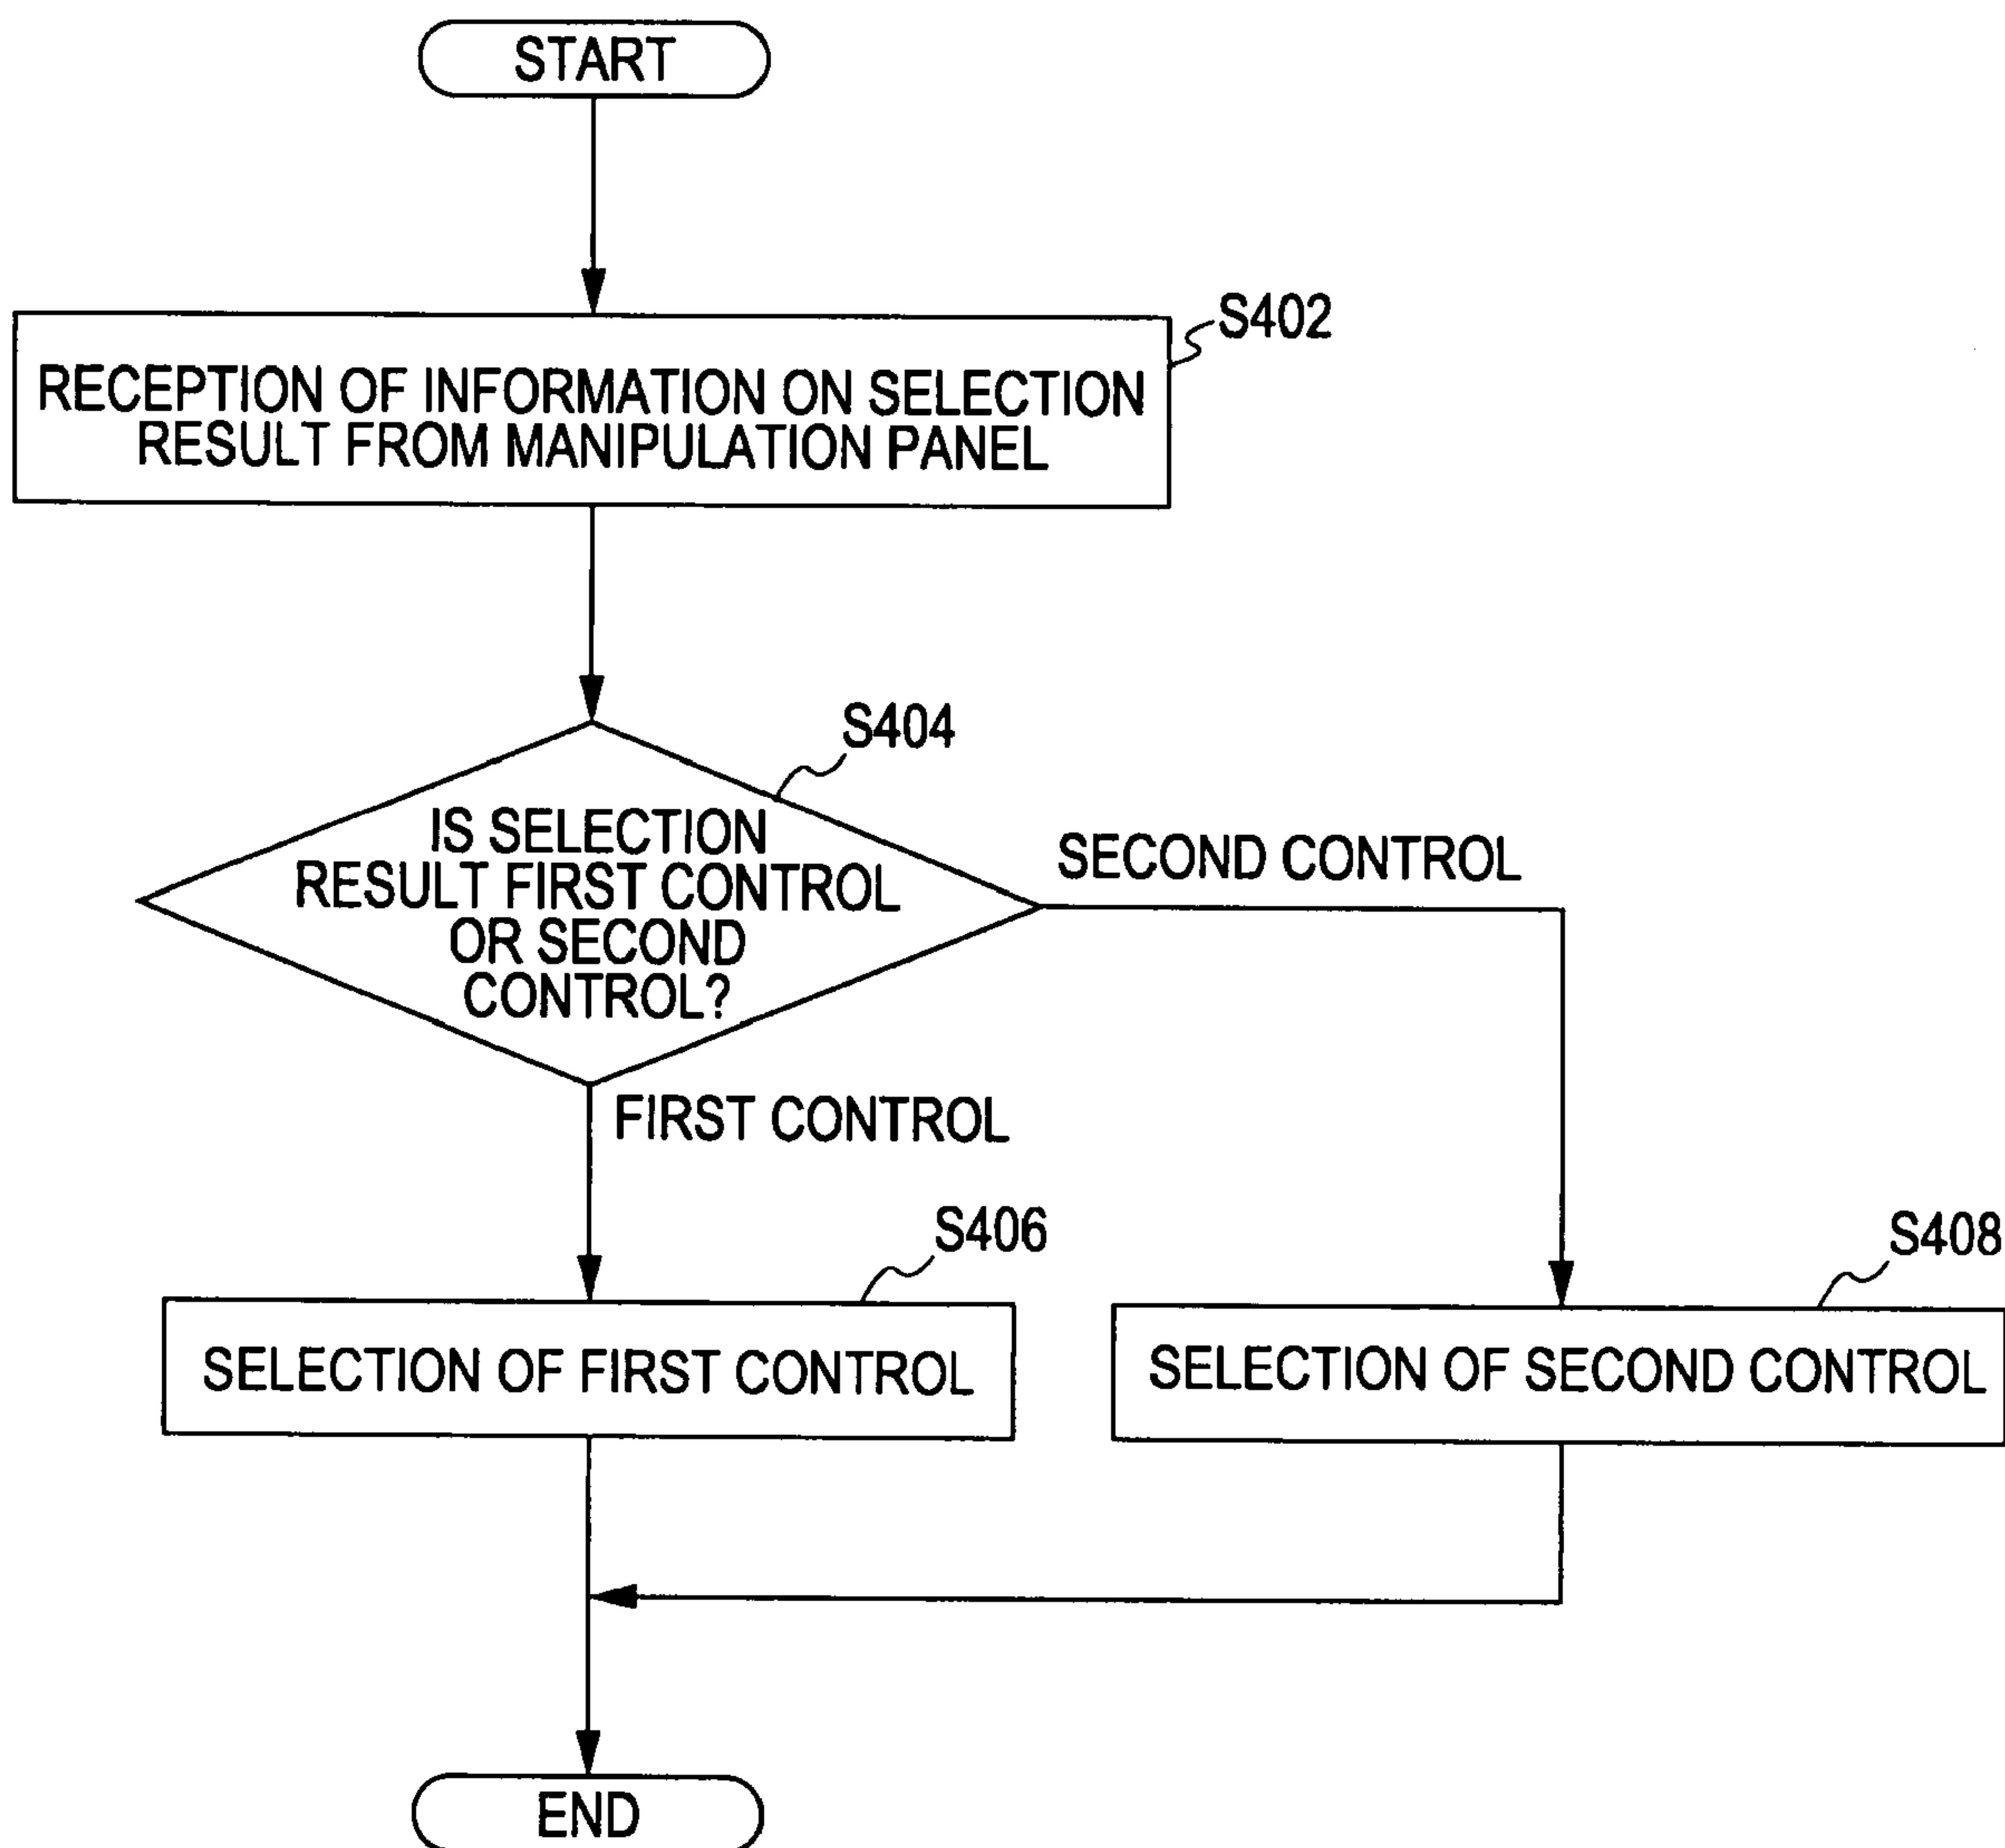 START
S402
RECEPTION OF INFORMATION ON SELECTION
RESULT FROM MANIPULATION PANEL
S404
IS SELECTION
RESULT FIRST CONTROL
OR SECOND
CONTROL?
SECOND CONTROL
FIRST CONTROL
S406
SELECTION OF FIRST CONTROL
S408
SELECTION OF SECOND CONTROL
END